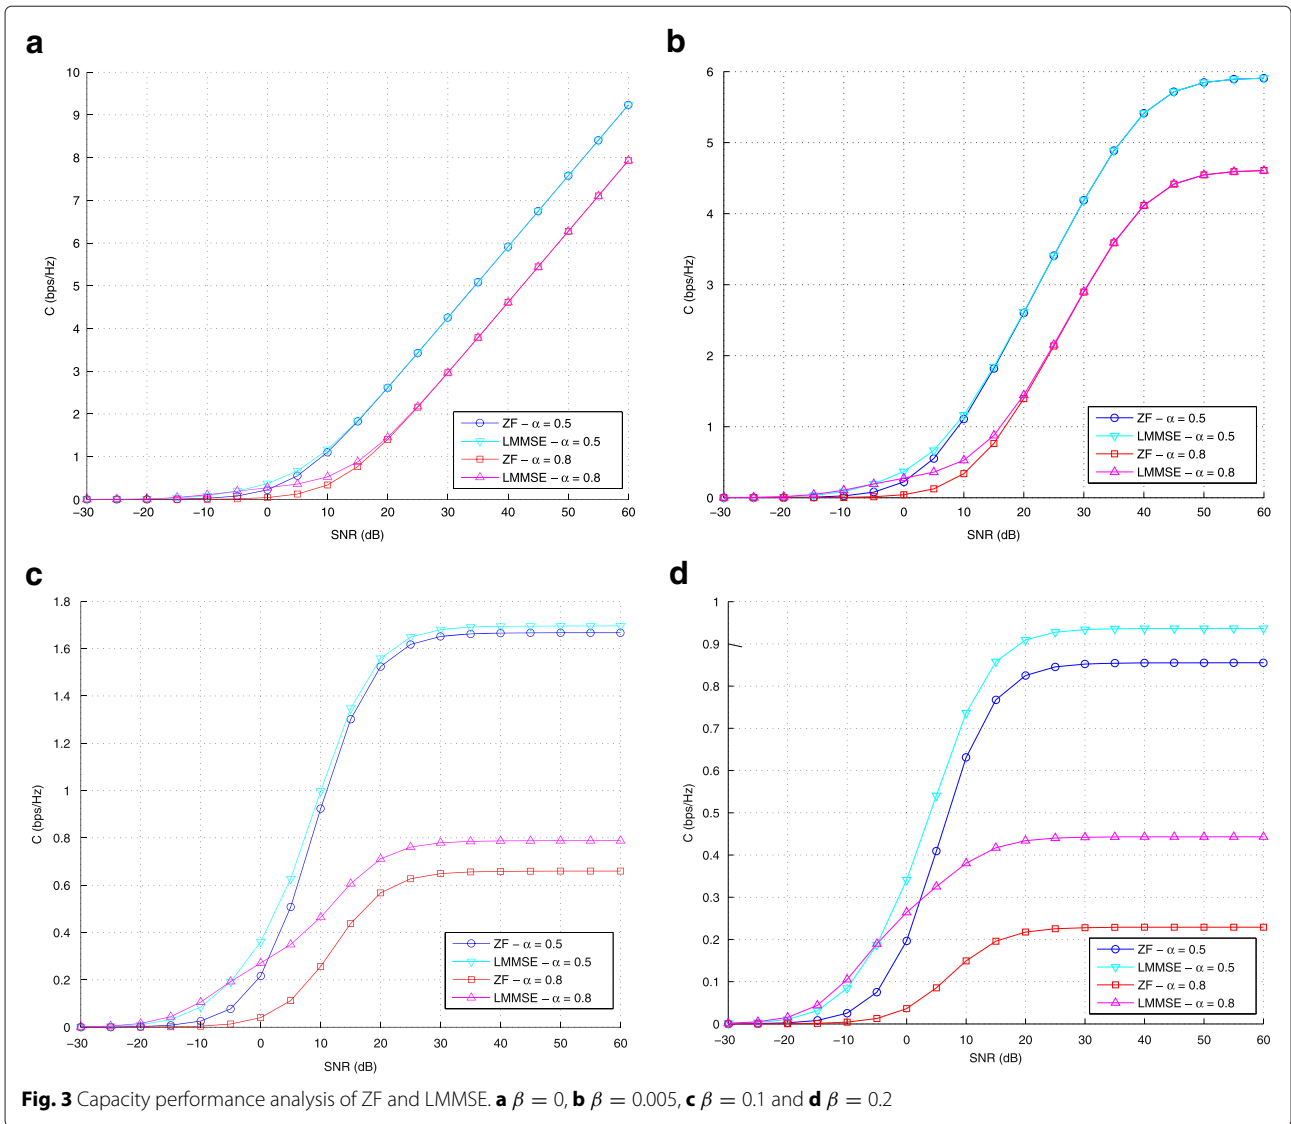 a
10
9
8
7
6
5
4
3
2
1
0
C (bps/Hz)
−30 −20 −10 0 10 20 30 40 50 60
SNR (dB)
ZF − α = 0.5
LMMSE − α = 0.5
ZF − α = 0.8
LMMSE − α = 0.8
b
6
5
4
3
2
1
0
C (bps/Hz)
−30 −20 −10 0 10 20 30 40 50 60
SNR (dB)
ZF − α = 0.5
LMMSE − α = 0.5
ZF − α = 0.8
LMMSE − α = 0.8
c
1.8
1.6
1.4
1.2
1
0.8
0.6
0.4
0.2
0
C (bps/Hz)
−30 −20 −10 0 10 20 30 40 50 60
SNR (dB)
ZF − α = 0.5
LMMSE − α = 0.5
ZF − α = 0.8
LMMSE − α = 0.8
d
1
0.9
0.8
0.7
0.6
0.5
0.4
0.3
0.2
0.1
0
C (bps/Hz)
−30 −20 −10 0 10 20 30 40 50 60
SNR (dB)
ZF − α = 0.5
LMMSE − α = 0.5
ZF − α = 0.8
LMMSE − α = 0.8
Fig. 3 Capacity performance analysis of ZF and LMMSE. a β = 0, b β = 0.005, c β = 0.1 and d β = 0.2